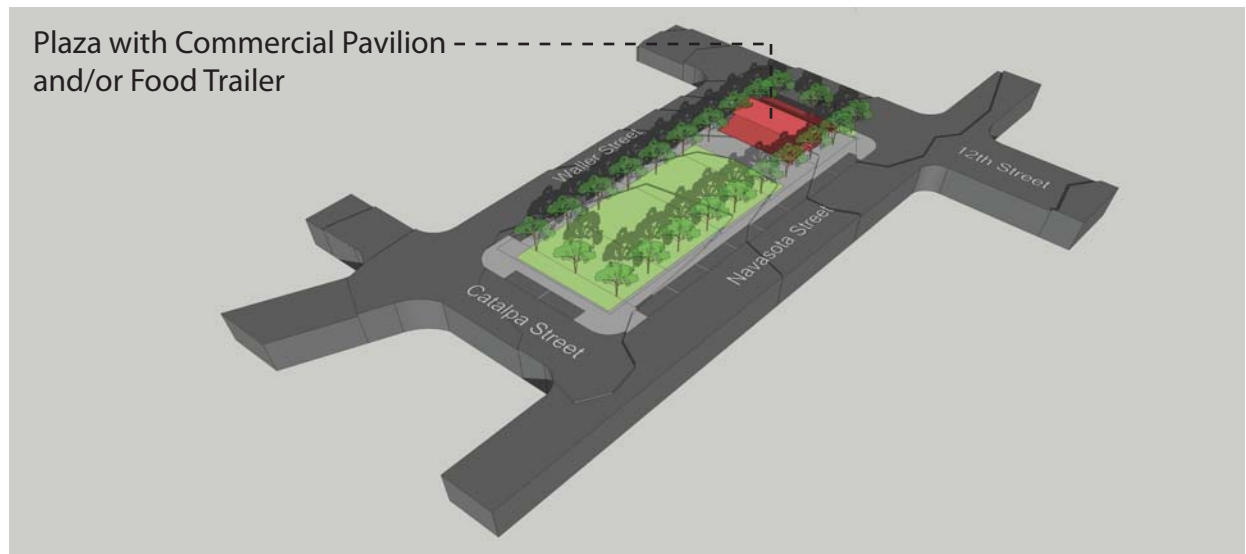 Plaza with Commercial Pavilion
and/or Food Trailer
Waller Street
12th Street
Navasota Street
Catalpa Street